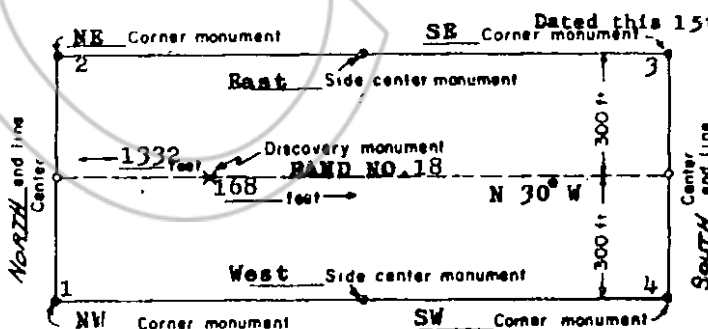 Dated this 15
NE Corner monument SE Corner monument
2 3
East Side center monument
300 ft
NORTH end line
Center
1332 feet
Discovery monument
RAND NO. 18
168 feet
N 30° W
Center
SOUTH end line
300 ft
West Side center monument
1 4
NW Corner monument SW Corner monument